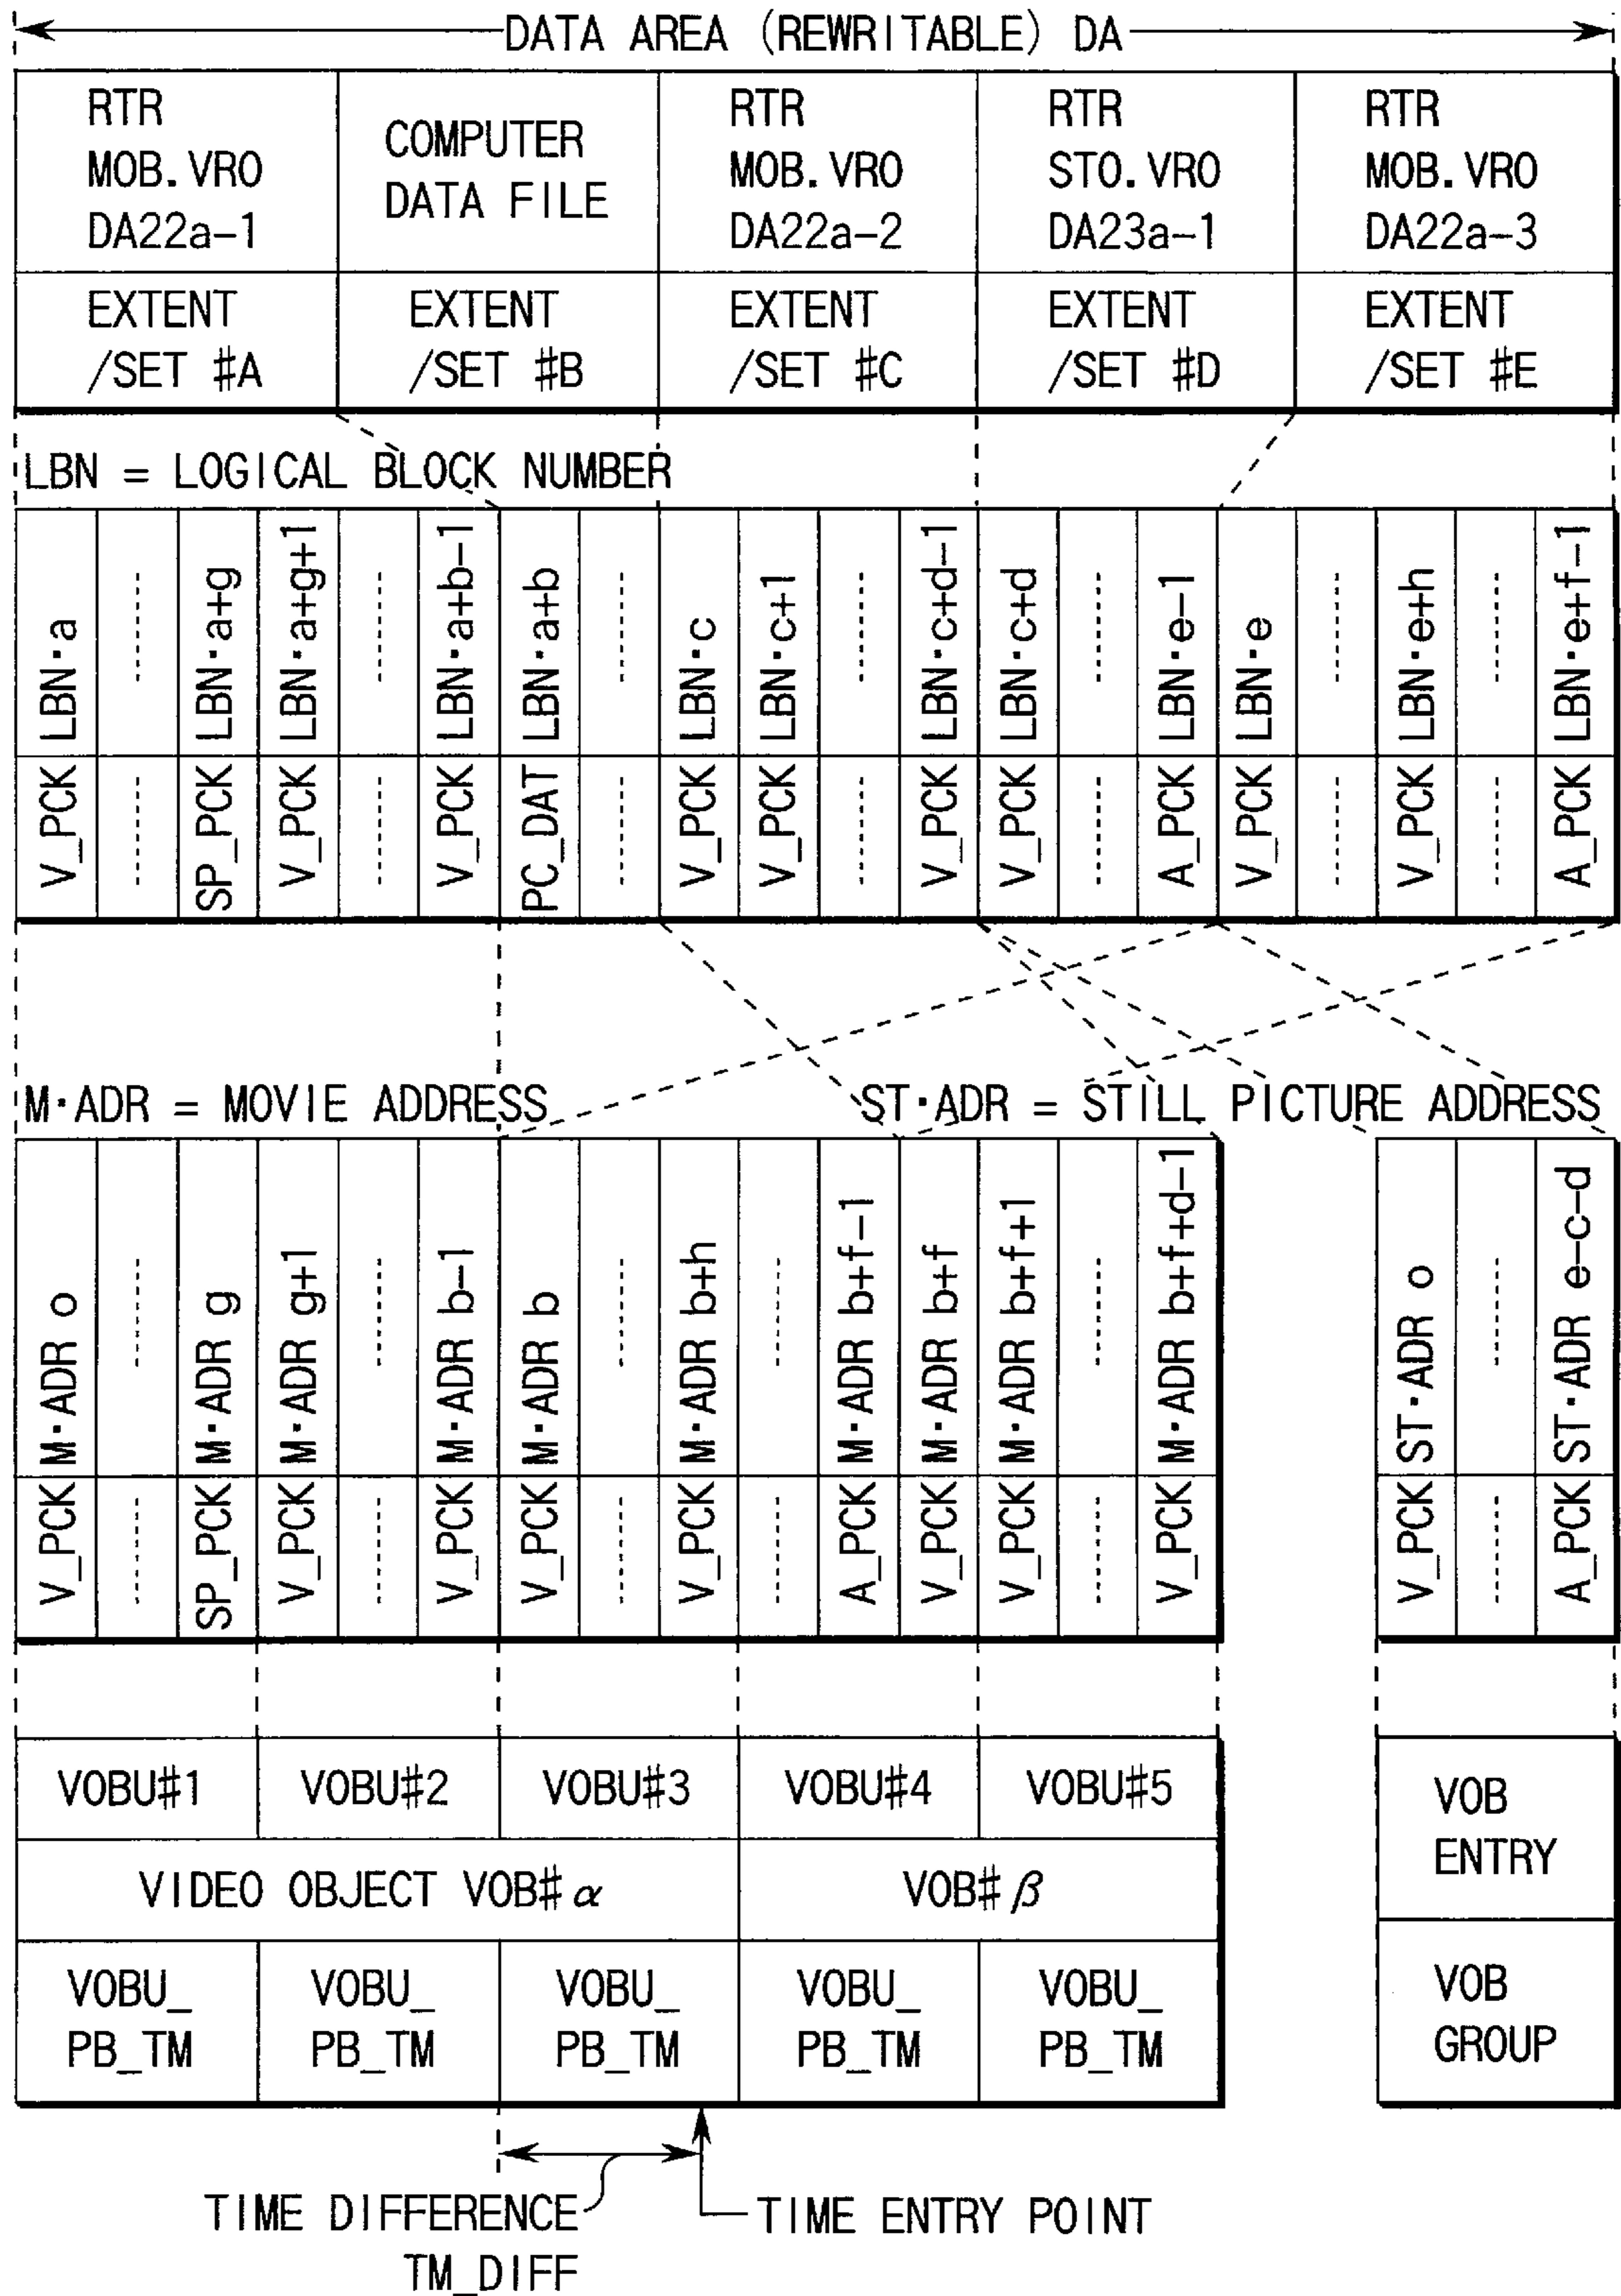 DATA AREA (REWRITABLE) DA
RTR
MOB.VRO
DA22a-1
COMPUTER
DATA FILE
RTR
MOB.VRO
DA22a-2
RTR
STO.VRO
DA23a-1
RTR
MOB.VRO
DA22a-3
EXTENT
/SET #A
EXTENT
/SET #B
EXTENT
/SET #C
EXTENT
/SET #D
EXTENT
/SET #E
LBN = LOGICAL BLOCK NUMBER
LBN·a
LBN·a+g
LBN·a+g+1
LBN·a+b-1
LBN·a+b
LBN·c
LBN·c+1
LBN·c+d-1
LBN·c+d
LBN·e-1
LBN·e
LBN·e+h
LBN·e+f-1
V_PCK
SP_PCK
V_PCK
V_PCK
PC_DAT
V_PCK
V_PCK
V_PCK
V_PCK
A_PCK
V_PCK
V_PCK
A_PCK
M·ADR = MOVIE ADDRESS
ST·ADR = STILL PICTURE ADDRESS
M·ADR o
M·ADR g
M·ADR g+1
M·ADR b-1
M·ADR b
M·ADR b+h
M·ADR b+f-1
M·ADR b+f
M·ADR b+f+1
M·ADR b+f+d-1
ST·ADR o
ST·ADR e-c-d
V_PCK
SP_PCK
V_PCK
V_PCK
V_PCK
V_PCK
A_PCK
V_PCK
V_PCK
V_PCK
V_PCK
A_PCK
VOBU#1
VOBU#2
VOBU#3
VOBU#4
VOBU#5
VOB
ENTRY
VIDEO OBJECT VOB#α
VOB#β
VOBU_
PB_TM
VOBU_
PB_TM
VOBU_
PB_TM
VOBU_
PB_TM
VOBU_
PB_TM
VOB
GROUP
TIME DIFFERENCE
TM_DIFF
TIME ENTRY POINT